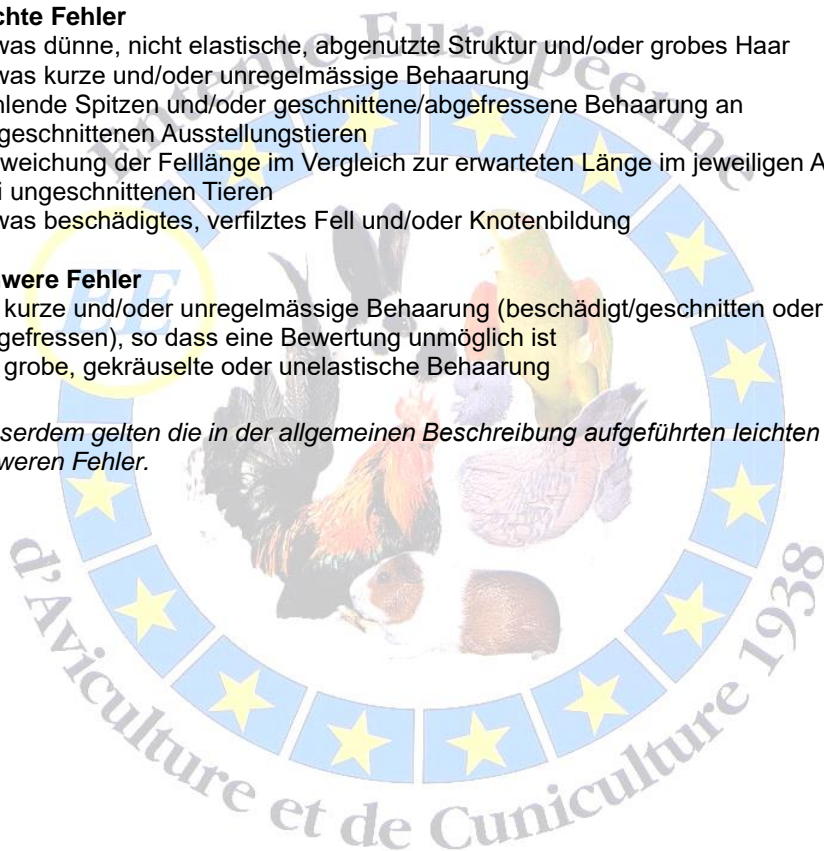 chte Fehler
was dünne, nicht elastische, abgenutzte Struktur und/oder grobes Haar
was kurze und/oder unregelmässige Behaarung
hlende Spitzen und/oder geschnittene/abgefressene Behaarung an
geschnittenen Ausstellungstieren
weichung der Felllänge im Vergleich zur erwarteten Länge im jeweiligen A
i ungeschnittenen Tieren
was beschädigtes, verfilztes Fell und/oder Knotenbildung
were Fehler
kurze und/oder unregelmässige Behaarung (beschädigt/geschnitten oder
gefressen), so dass eine Bewertung unmöglich ist
grobe, gekräuselte oder unelastische Behaarung
serdem gelten die in der allgemeinen Beschreibung aufgeführten leichten
weren Fehler.
Entente Européenne
EE
d'Aviculture et de Cuniculture 1938